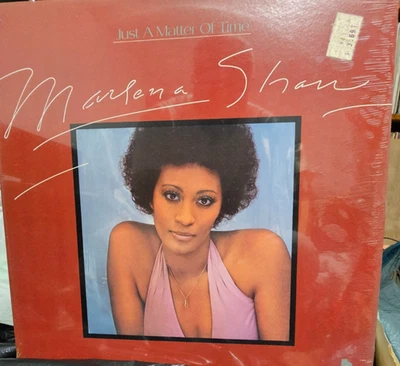 Just A Matter Of Time
Marlena Shaw